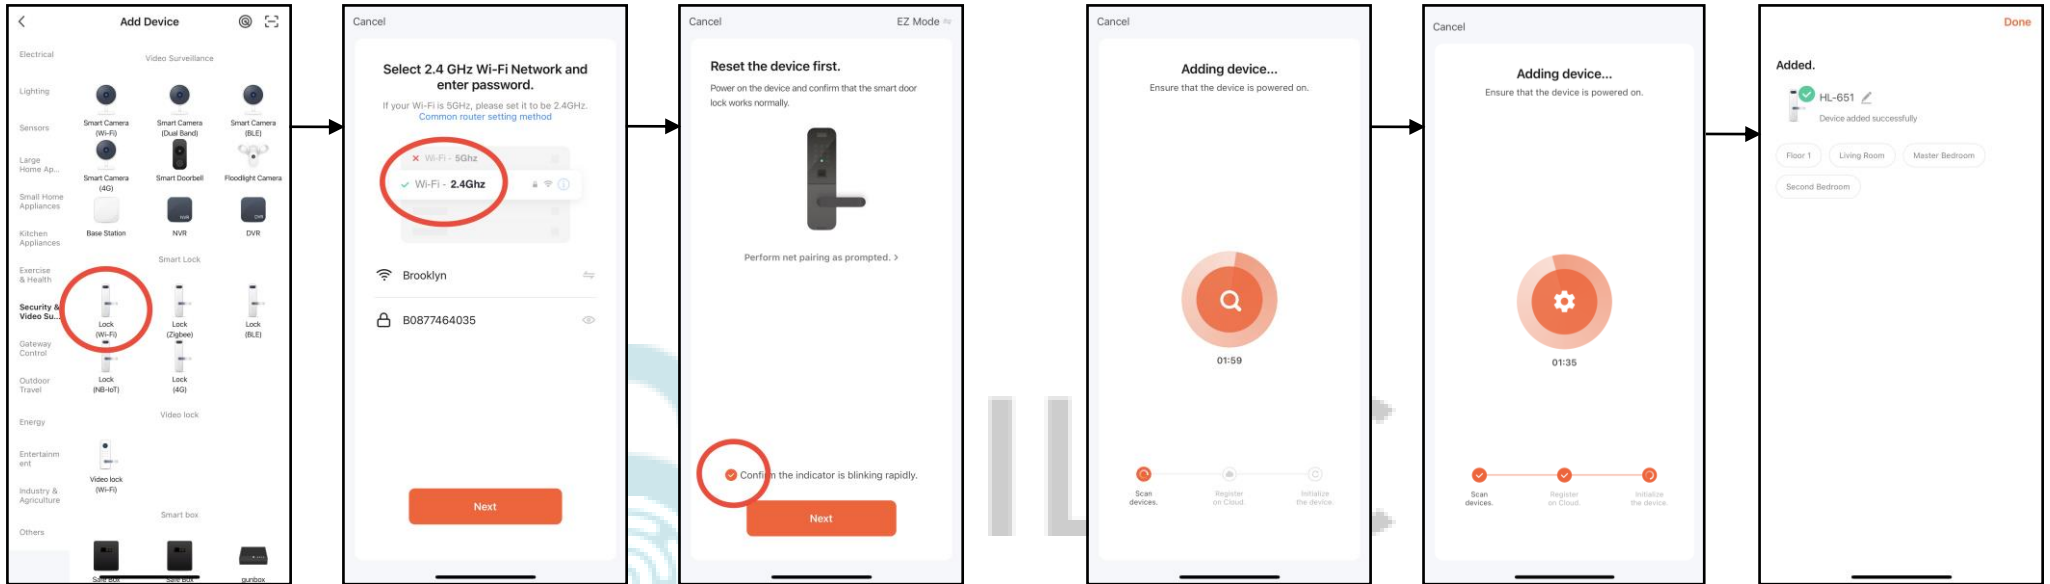 Add Device
Electrical
Lighting
Sensors
Large
Home Ap...
Small Home
Appliances
Kitchen
Appliances
Exercise
& Health
Security &
Video Su...
Gateway
Control
Outdoor
Travel
Energy
Entertainm
ent
Industry &
Agriculture
Others
Video Surveillance
Smart Camera
(Wi-Fi)
Smart Camera
(Dual Band)
Smart Camera
(BLE)
Smart Camera
(4G)
Smart Doorbell
Floodlight Camera
Base Station
NVR
DVR
Smart Lock
Lock
(Wi-Fi)
Lock
(Zigbee)
Lock
(BLE)
Lock
(NB-IoT)
Lock
(4G)
Video lock
Video lock
(Wi-Fi)
Smart box
Safe Box
Safe Box
gunbox
Cancel
Select 2.4 GHz Wi-Fi Network and
enter password.
If your Wi-Fi is 5GHz, please set it to be 2.4GHz.
Common router setting method
Wi-Fi - 5Ghz
Wi-Fi - 2.4Ghz
Brooklyn
B0877464035
Next
Cancel
EZ Mode
Reset the device first.
Power on the device and confirm that the smart door
lock works normally.
Perform net pairing as prompted. >
Confirm the indicator is blinking rapidly.
Next
Cancel
Adding device...
Ensure that the device is powered on.
01:59
Scan
devices.
Register
on Cloud.
Initialize
the device.
Cancel
Adding device...
Ensure that the device is powered on.
01:35
Scan
devices.
Register
on Cloud.
Initialize
the device.
Done
Added.
HL-651
Device added successfully
Floor 1
Living Room
Master Bedroom
Second Bedroom